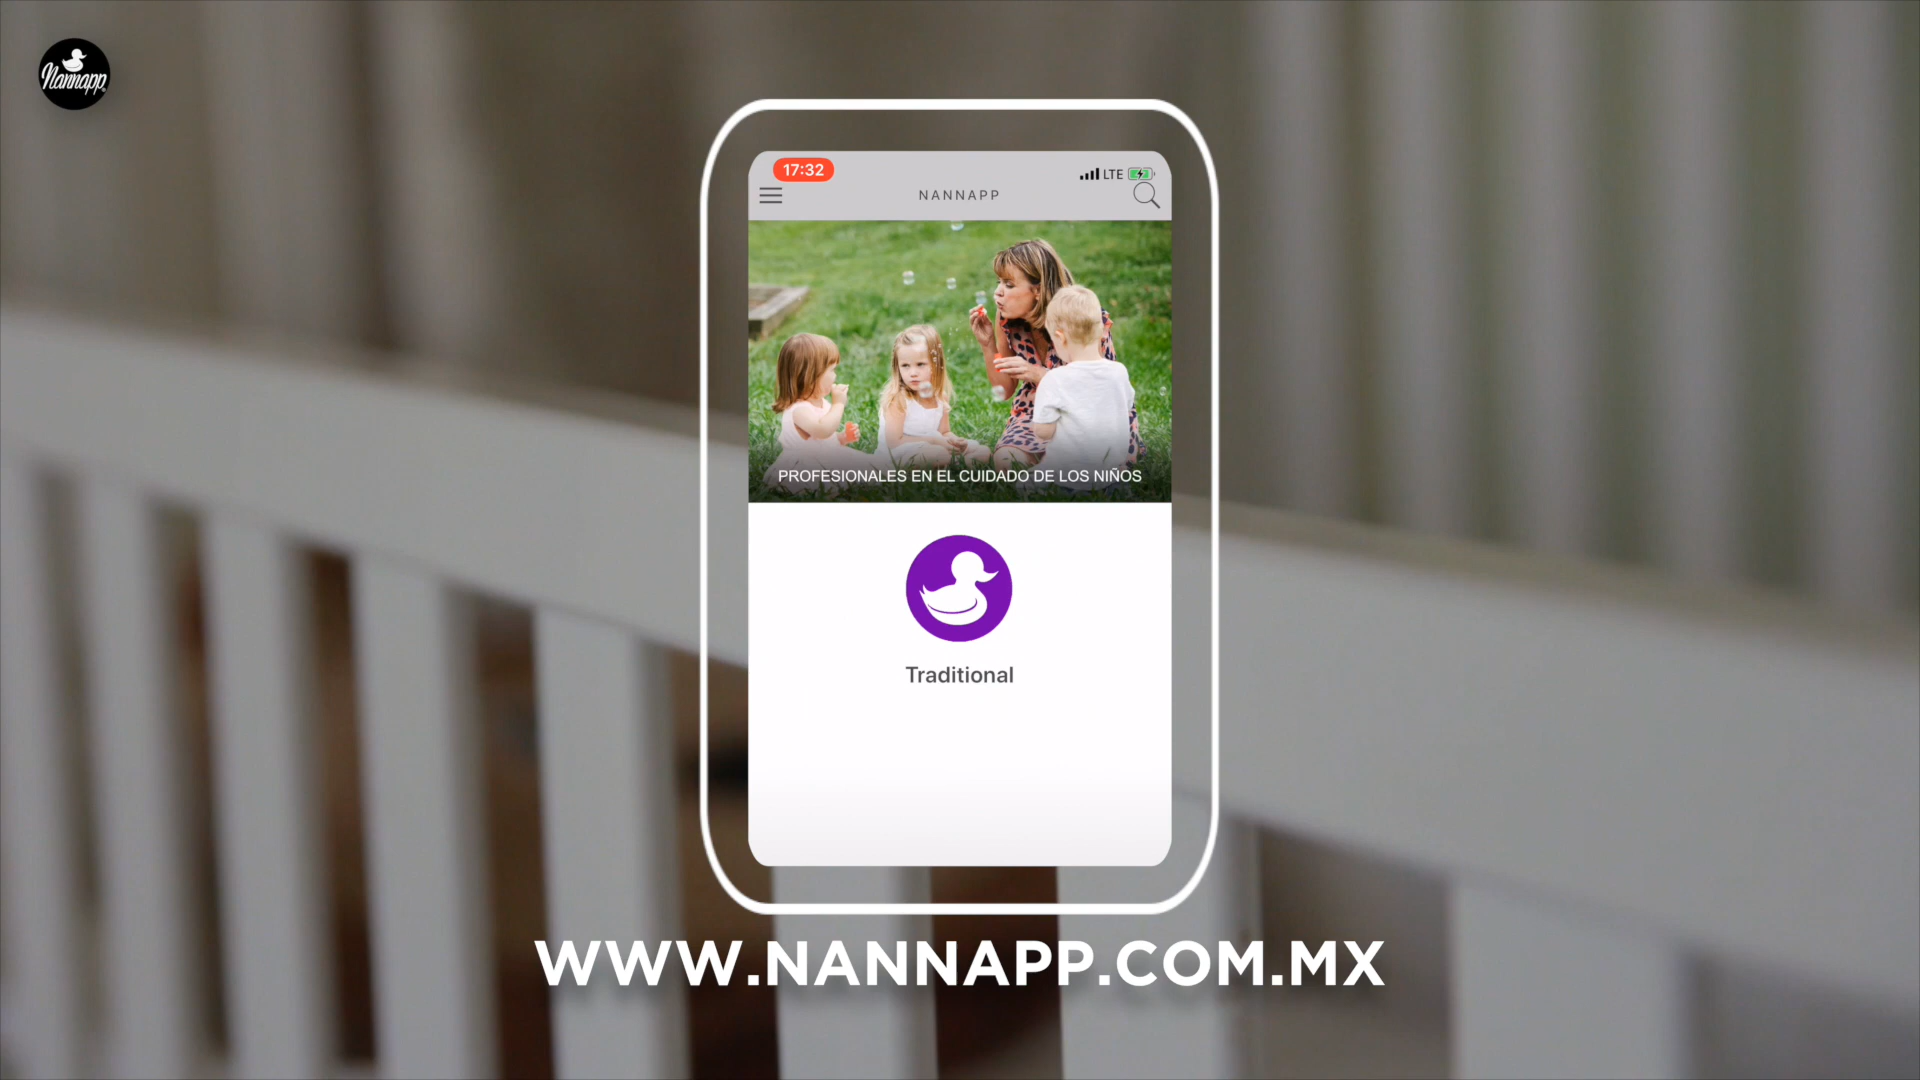 Nannapp
17:32
LTE
NANNAPP
PROFESIONALES EN EL CUIDADO DE LOS NIÑOS
Traditional
WWW.NANNAPP.COM.MX